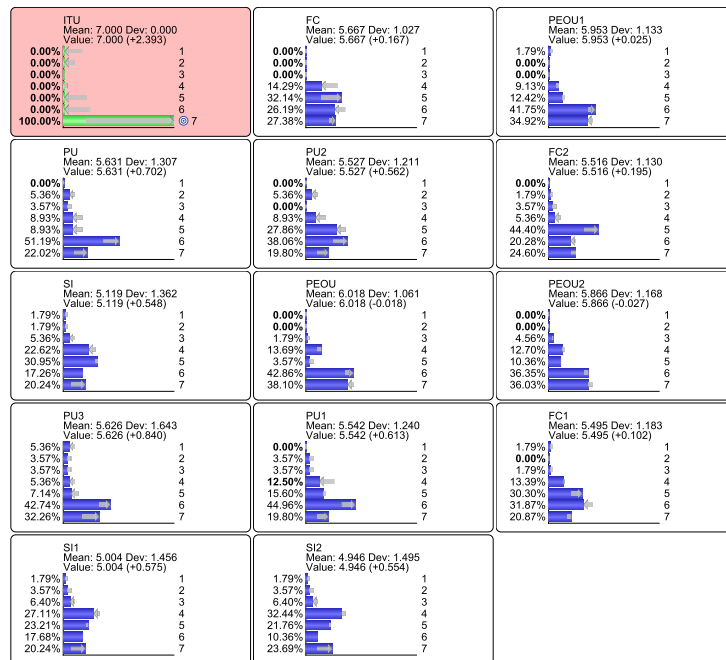 ITU
Mean: 7.000 Dev: 0.000
Value: 7.000 (+2.393)
0.00% 1
0.00% 2
0.00% 3
0.00% 4
0.00% 5
0.00% 6
100.00% 7
FC
Mean: 5.667 Dev: 1.027
Value: 5.667 (+0.167)
0.00% 1
0.00% 2
0.00% 3
14.29% 4
32.14% 5
26.19% 6
27.38% 7
PEOU1
Mean: 5.953 Dev: 1.133
Value: 5.953 (+0.025)
1.79% 1
0.00% 2
0.00% 3
9.13% 4
12.42% 5
41.75% 6
34.92% 7
PU
Mean: 5.631 Dev: 1.307
Value: 5.631 (+0.702)
0.00% 1
5.36% 2
3.57% 3
8.93% 4
8.93% 5
51.19% 6
22.02% 7
PU2
Mean: 5.527 Dev: 1.211
Value: 5.527 (+0.562)
0.00% 1
5.36% 2
0.00% 3
8.93% 4
27.86% 5
38.06% 6
19.80% 7
FC2
Mean: 5.516 Dev: 1.130
Value: 5.516 (+0.195)
0.00% 1
1.79% 2
3.57% 3
5.36% 4
44.40% 5
20.28% 6
24.60% 7
SI
Mean: 5.119 Dev: 1.362
Value: 5.119 (+0.548)
1.79% 1
1.79% 2
5.36% 3
22.62% 4
30.95% 5
17.26% 6
20.24% 7
PEOU
Mean: 6.018 Dev: 1.061
Value: 6.018 (-0.018)
0.00% 1
0.00% 2
1.79% 3
13.69% 4
3.57% 5
42.86% 6
38.10% 7
PEOU2
Mean: 5.866 Dev: 1.168
Value: 5.866 (-0.027)
0.00% 1
0.00% 2
4.56% 3
12.70% 4
10.36% 5
36.35% 6
36.03% 7
PU3
Mean: 5.626 Dev: 1.643
Value: 5.626 (+0.840)
5.36% 1
3.57% 2
3.57% 3
5.36% 4
7.14% 5
42.74% 6
32.26% 7
PU1
Mean: 5.542 Dev: 1.240
Value: 5.542 (+0.613)
0.00% 1
3.57% 2
3.57% 3
12.50% 4
15.60% 5
44.96% 6
19.80% 7
FC1
Mean: 5.495 Dev: 1.183
Value: 5.495 (+0.102)
1.79% 1
0.00% 2
1.79% 3
13.39% 4
30.30% 5
31.87% 6
20.87% 7
SI1
Mean: 5.004 Dev: 1.456
Value: 5.004 (+0.575)
1.79% 1
3.57% 2
6.40% 3
27.11% 4
23.21% 5
17.68% 6
20.24% 7
SI2
Mean: 4.946 Dev: 1.495
Value: 4.946 (+0.554)
1.79% 1
3.57% 2
6.40% 3
32.44% 4
21.76% 5
10.36% 6
23.69% 7